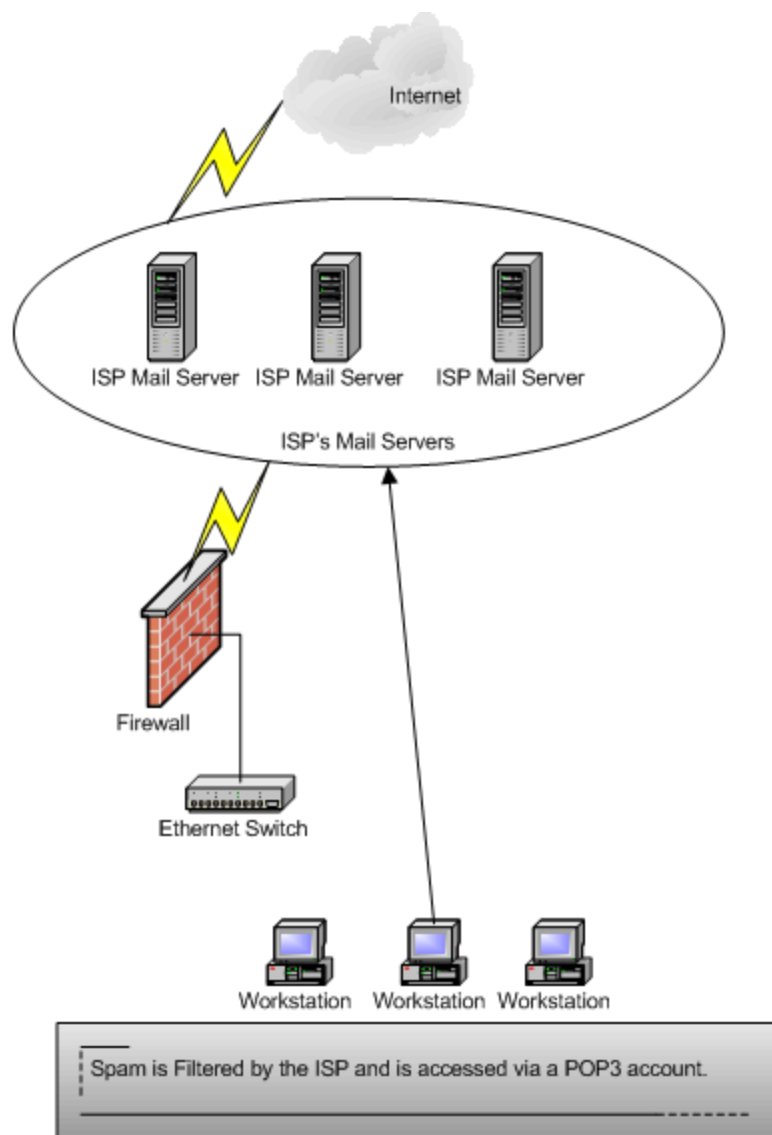 Internet
ISP Mail Server ISP Mail Server ISP Mail Server
ISP's Mail Servers
Firewall
Ethernet Switch
Workstation Workstation Workstation
Spam is Filtered by the ISP and is accessed via a POP3 account.